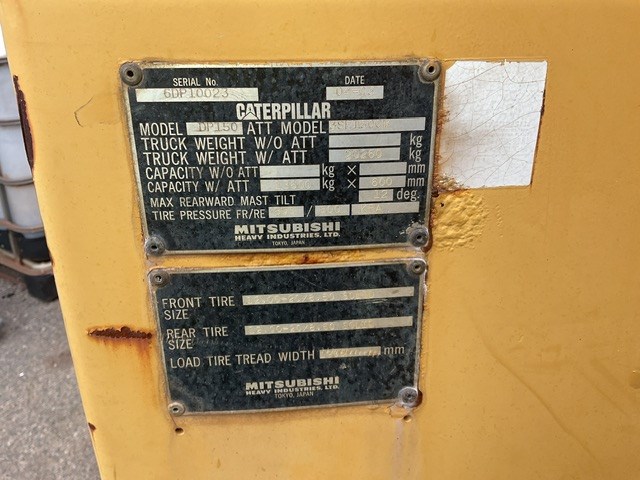 SERIAL No. DATE
6DP10023
CATERPILLAR
MODEL DP150 ATT MODEL
TRUCK WEIGHT W/O ATT kg
TRUCK WEIGHT W/ ATT kg
CAPACITY W/O ATT kg × mm
CAPACITY W/ ATT kg × 600 mm
MAX REARWARD MAST TILT 12 deg.
TIRE PRESSURE FR/RE / 
MITSUBISHI
HEAVY INDUSTRIES, LTD.
TOKYO, JAPAN
FRONT TIRE
SIZE
REAR TIRE
SIZE
LOAD TIRE TREAD WIDTH mm
MITSUBISHI
HEAVY INDUSTRIES, LTD.
TOKYO, JAPAN